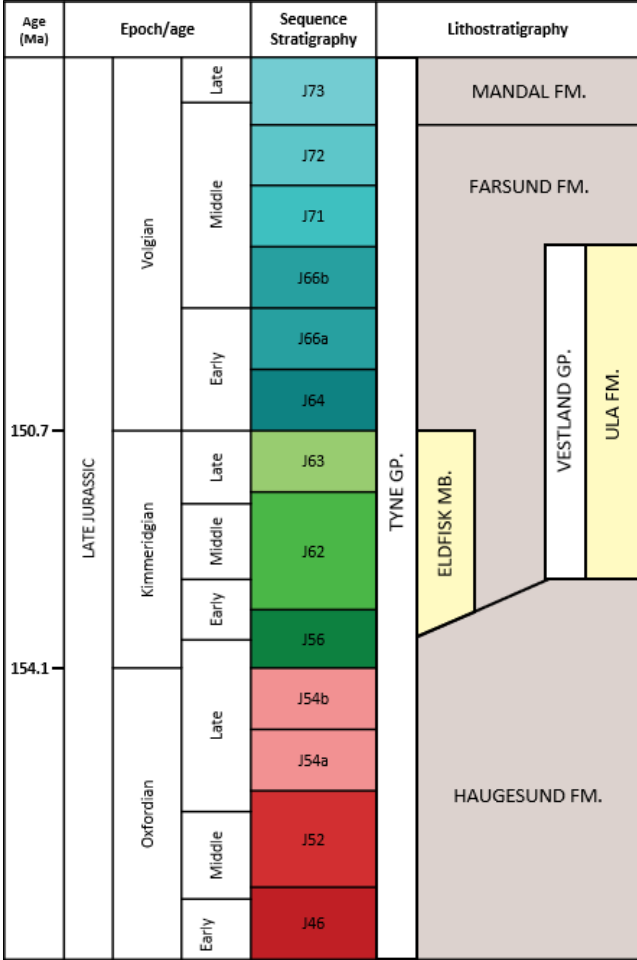 Age
(Ma)
Epoch/age
Sequence
Stratigraphy
Lithostratigraphy
150.7
154.1
LATE JURASSIC
Volgian
Kimmeridgian
Oxfordian
Late
Middle
Early
Late
Middle
Early
Late
Middle
Early
J73
J72
J71
J66b
J66a
J64
J63
J62
J56
J54b
J54a
J52
J46
TYNE GP.
MANDAL FM.
FARSUND FM.
VESTLAND GP.
ULA FM.
ELDFISK MB.
HAUGESUND FM.